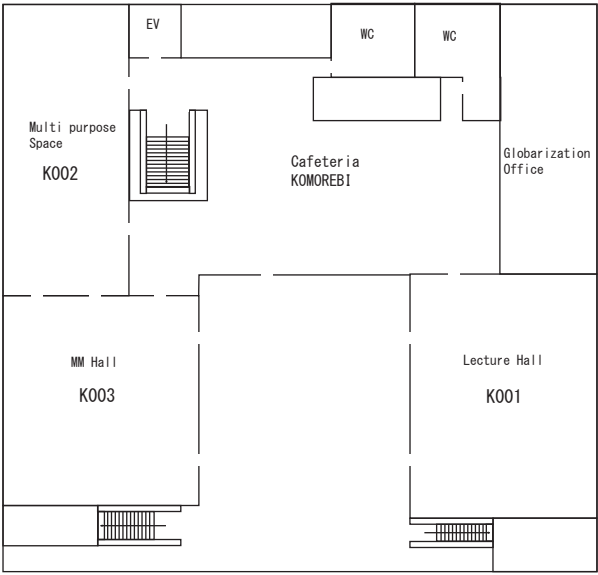 EV
WC
WC
Multi purpose
Space
K002
Cafeteria
KOMOREBI
Globarization
Office
MM Hall
K003
Lecture Hall
K001